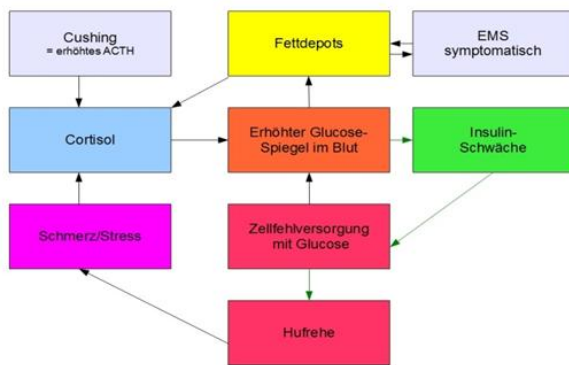 Cushing
= erhöhtes ACTH
Fettdepots
EMS
symptomatisch
Cortisol
Erhöhter Glucose-
Spiegel im Blut
Insulin-
Schwäche
Schmerz/Stress
Zellfehlversorgung
mit Glucose
Hufrehe